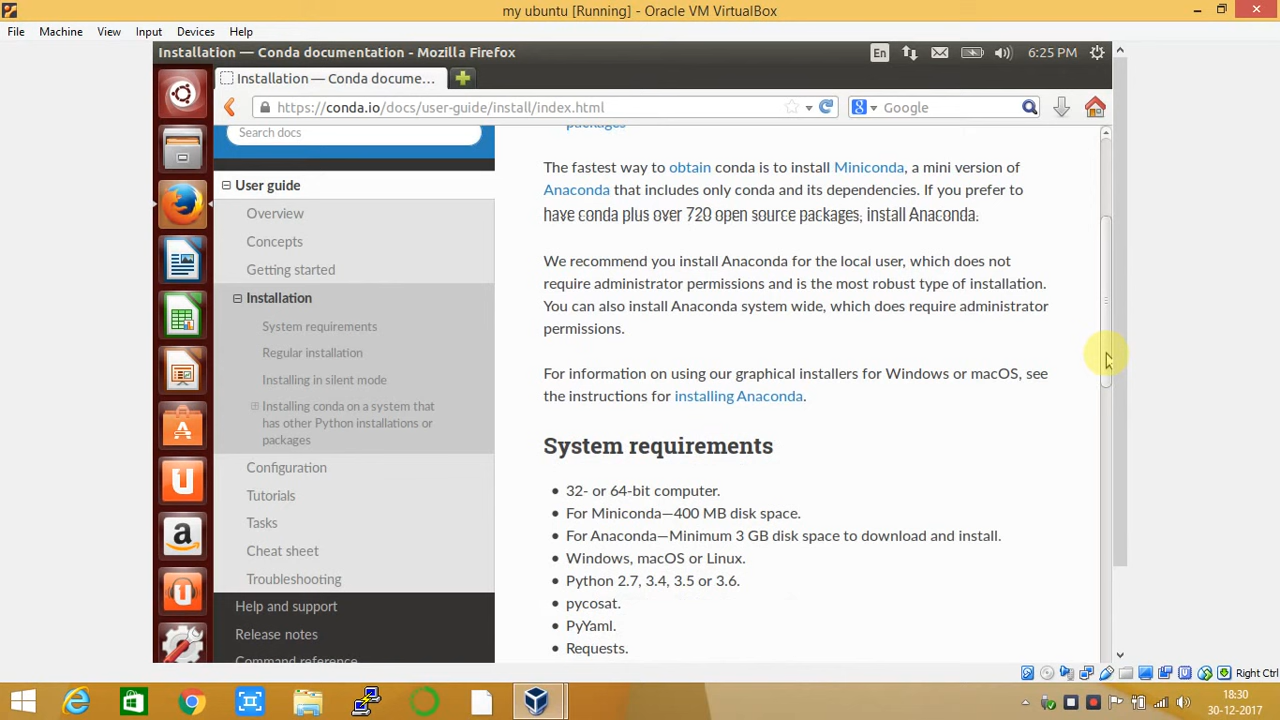 my ubuntu [Running] - Oracle VM VirtualBox
File Machine View Input Devices Help
Installation — Conda documentation - Mozilla Firefox
En
6:25 PM
Installation — Conda docume...
https://conda.io/docs/user-guide/install/index.html
Google
Search docs
User guide
Overview
Concepts
Getting started
Installation
System requirements
Regular installation
Installing in silent mode
Installing conda on a system that
has other Python installations or
packages
Configuration
Tutorials
Tasks
Cheat sheet
Troubleshooting
Help and support
Release notes
Command reference
packages
The fastest way to obtain conda is to install Miniconda, a mini version of
Anaconda that includes only conda and its dependencies. If you prefer to
have conda plus over 720 open source packages, install Anaconda.
We recommend you install Anaconda for the local user, which does not
require administrator permissions and is the most robust type of installation.
You can also install Anaconda system wide, which does require administrator
permissions.
For information on using our graphical installers for Windows or macOS, see
the instructions for installing Anaconda.
System requirements
• 32- or 64-bit computer.
• For Miniconda—400 MB disk space.
• For Anaconda—Minimum 3 GB disk space to download and install.
• Windows, macOS or Linux.
• Python 2.7, 3.4, 3.5 or 3.6.
• pycosat.
• PyYaml.
• Requests.
Right Ctrl
18:30
30-12-2017